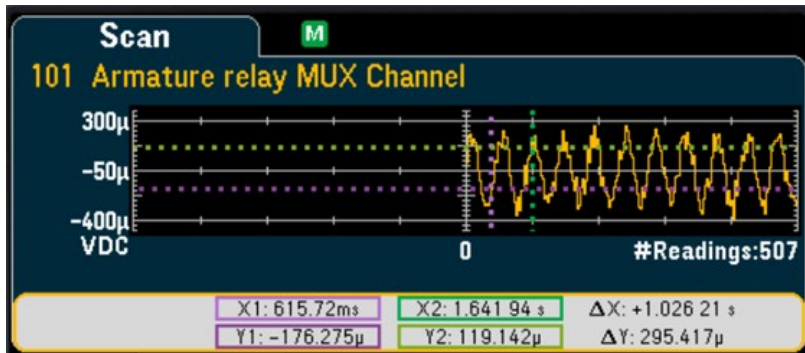 Scan M
101 Armature relay MUX Channel
300µ
-50µ
-400µ
VDC 0 #Readings:507
X1: 615.72ms X2: 1.641 94 s ΔX: +1.026 21 s
Y1: -176.275µ Y2: 119.142µ ΔY: 295.417µ